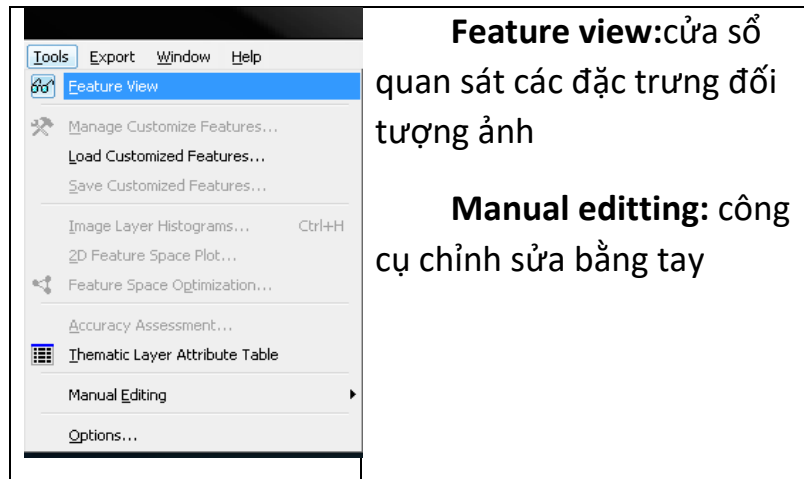 Tools Export Window Help
Feature View
Manage Customize Features...
Load Customized Features...
Save Customized Features...
Image Layer Histograms... Ctrl+H
2D Feature Space Plot...
Feature Space Optimization...
Accuracy Assessment...
Thematic Layer Attribute Table
Manual Editing
Options...
Feature view:cửa sổ
quan sát các đặc trưng đối
tượng ảnh
Manual editting: công
cụ chỉnh sửa bằng tay